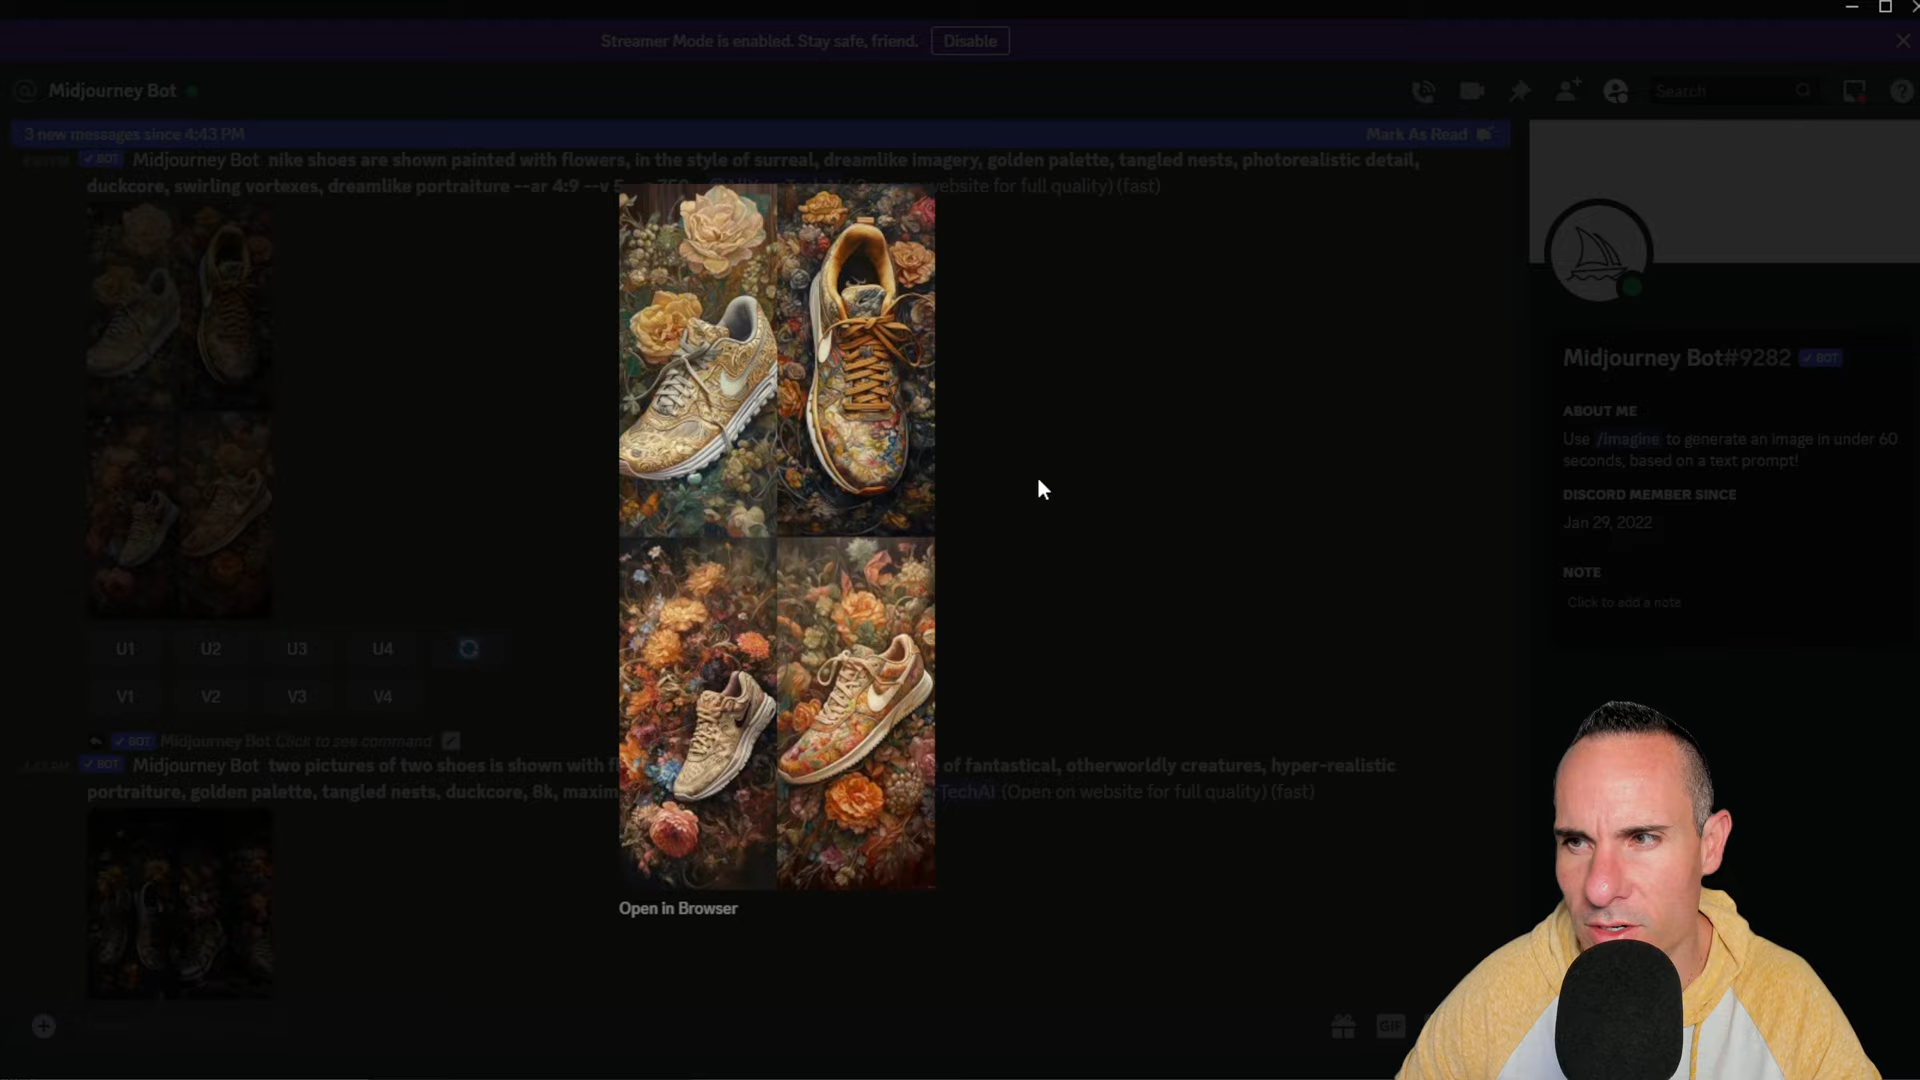 Streamer Mode is enabled. Stay safe, friend. Disable
Midjourney Bot
Search
3 new messages since 4:43 PM
Mark As Read
BOT Midjourney Bot nike shoes are shown painted with flowers, in the style of surreal, dreamlike imagery, golden palette, tangled nests, photorealistic detail,
duckcore, swirling vortexes, dreamlike portraiture --ar 4:9 --v 5 website for full quality) (fast)
U1 U2 U3 U4
V1 V2 V3 V4
BOT Midjourney Bot Click to see command
BOT Midjourney Bot two pictures of two shoes is shown with of fantastical, otherworldly creatures, hyper-realistic
portraiture, golden palette, tangled nests, duckcore, 8k, (Open on website for full quality) (fast)
Open in Browser
GIF
Midjourney Bot#9282 BOT
ABOUT ME
Use /imagine to generate an image in under 60
seconds, based on a text prompt!
DISCORD MEMBER SINCE
Jan 29, 2022
NOTE
Click to add a note